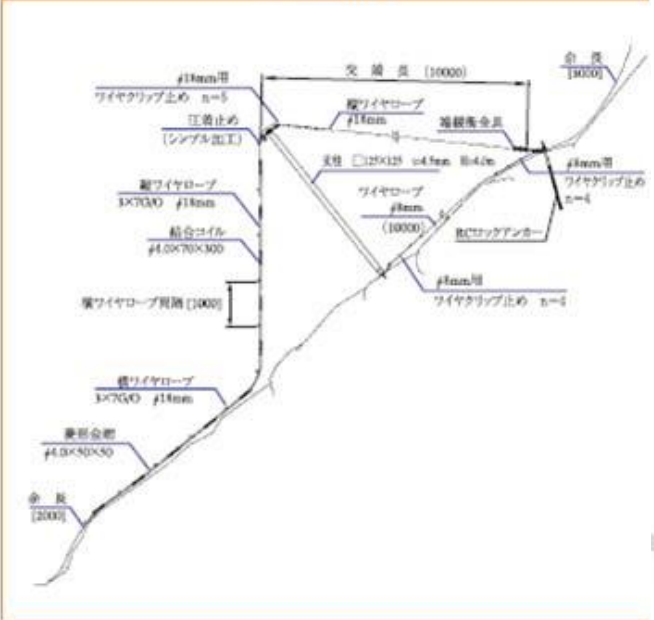 支 端 長 (10000)
余 長
[3000]
φ18mm用
ワイヤクリップ止め n=5
圧着止め
(シンブル加工)
縦ワイヤロープ
φ18mm
端緩衝金具
支柱 □125×125 t=4.5mm H=4.0m
φ8mm用
ワイヤクリップ止め
n=4
縦ワイヤロープ
3×7G/O φ18mm
ワイヤロープ
φ8mm
(10000)
RCロックアンカー
結合コイル
φ4.0×70×300
φ8mm用
ワイヤクリップ止め n=4
横ワイヤロープ間隔 [1000]
横ワイヤロープ
3×7G/O φ18mm
菱形金網
φ4.0×50×50
余 長
[2000]